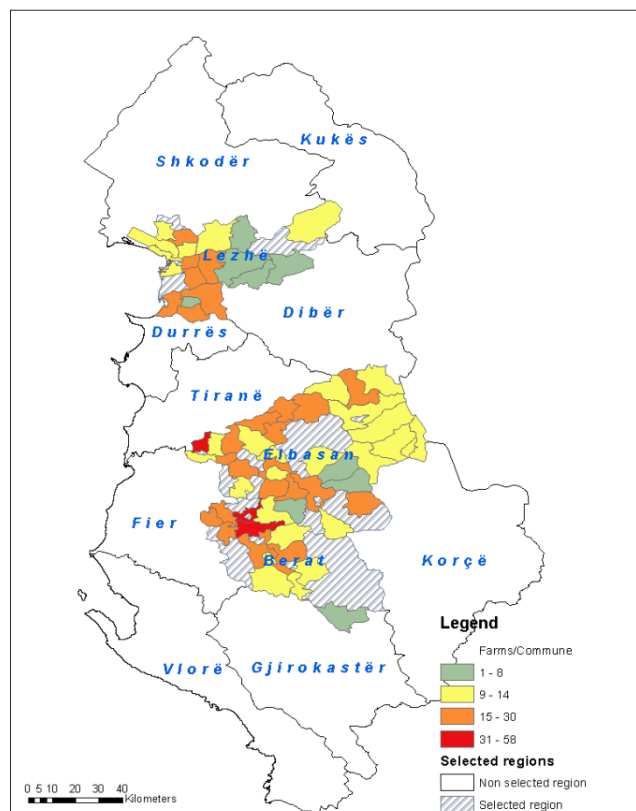 Kukës
Shkodër
Lezhë
Dibër
Durrës
Tiranë
Elbasan
Fier
Berat
Korçë
Vlorë
Gjirokastër
Legend
Farms/Commune
1 - 8
9 - 14
15 - 30
31 - 58
Selected regions
Non selected region
Selected region
0 5 10 20 30 40
Kilometers